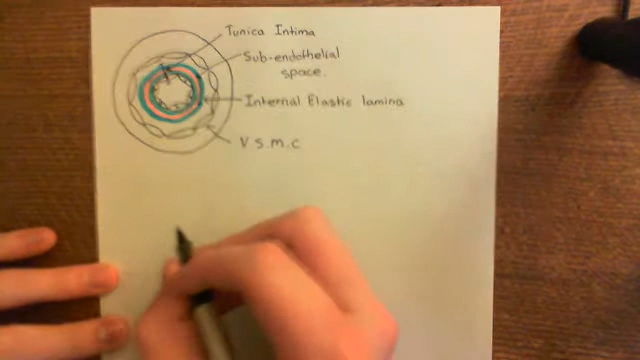 Tunica Intima
Sub-endothelial
space.
Internal Elastic lamina
V S.m.c